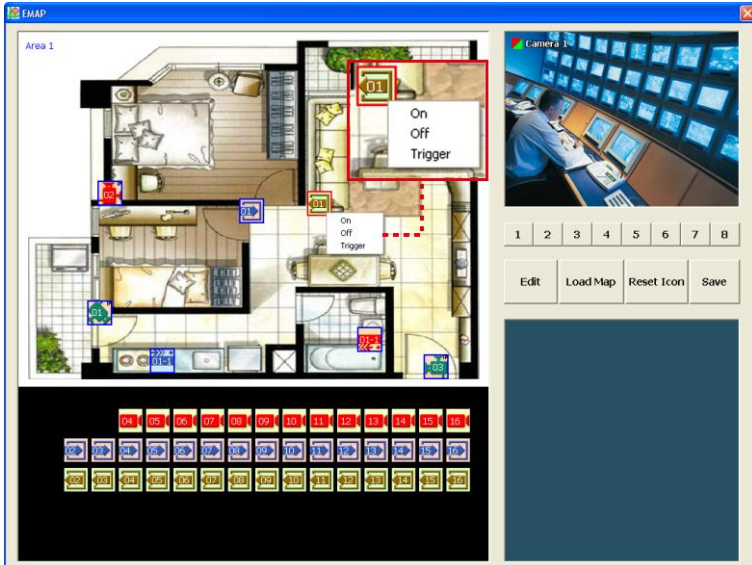 EMAP
Area 1
Camera 1
01
On
Off
Trigger
02
01
01
On
Off
Trigger
01
01-1
01-1
03
1 2 3 4 5 6 7 8
Edit Load Map Reset Icon Save
04 05 06 07 08 09 10 11 12 13 14 15 16
02 03 04 05 06 07 08 09 10 11 12 13 14 15 16
02 03 04 05 06 07 08 09 10 11 12 13 14 15 16